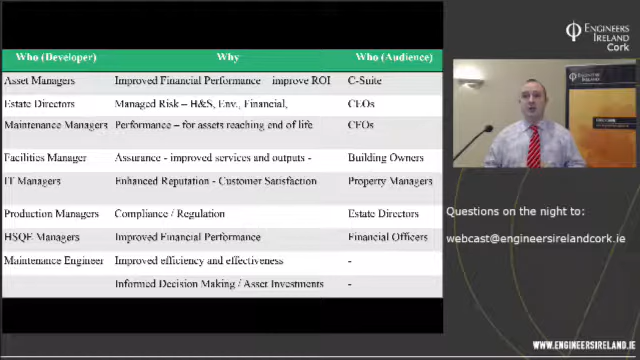 Who (Developer) Why Who (Audience)
Asset Managers Improved Financial Performance improve ROI C-Suite
Estate Directors Managed Risk – H&S, Env., Financial, CEOs
Maintenance Managers Performance – for assets reaching end of life CFOs
Facilities Manager Assurance - improved services and outputs - Building Owners
IT Managers Enhanced Reputation - Customer Satisfaction Property Managers
Production Managers Compliance / Regulation Estate Directors
HSQE Managers Improved Financial Performance Financial Officers
Maintenance Engineer Improved efficiency and effectiveness -
Informed Decision Making / Asset Investments -
ENGINEERS
IRELAND
Cork
Questions on the night to:
webcast@engineersirelandcork.ie
WWW.ENGINEERSIRELAND.IE